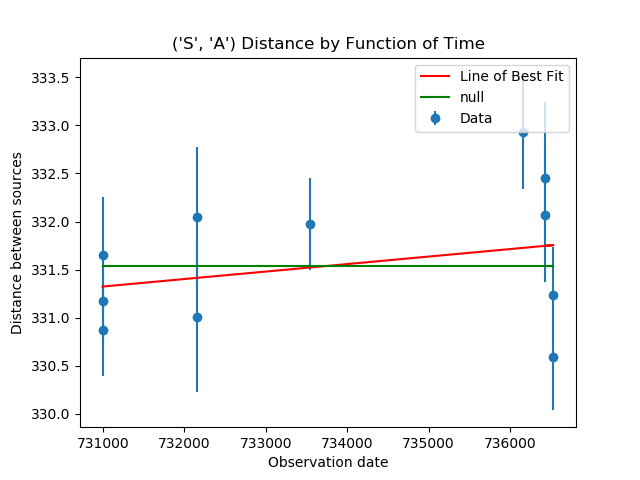 ('S', 'A') Distance by Function of Time
Line of Best Fit
null
Data
Distance between sources
333.5
333.0
332.5
332.0
331.5
331.0
330.5
330.0
731000 732000 733000 734000 735000 736000
Observation date